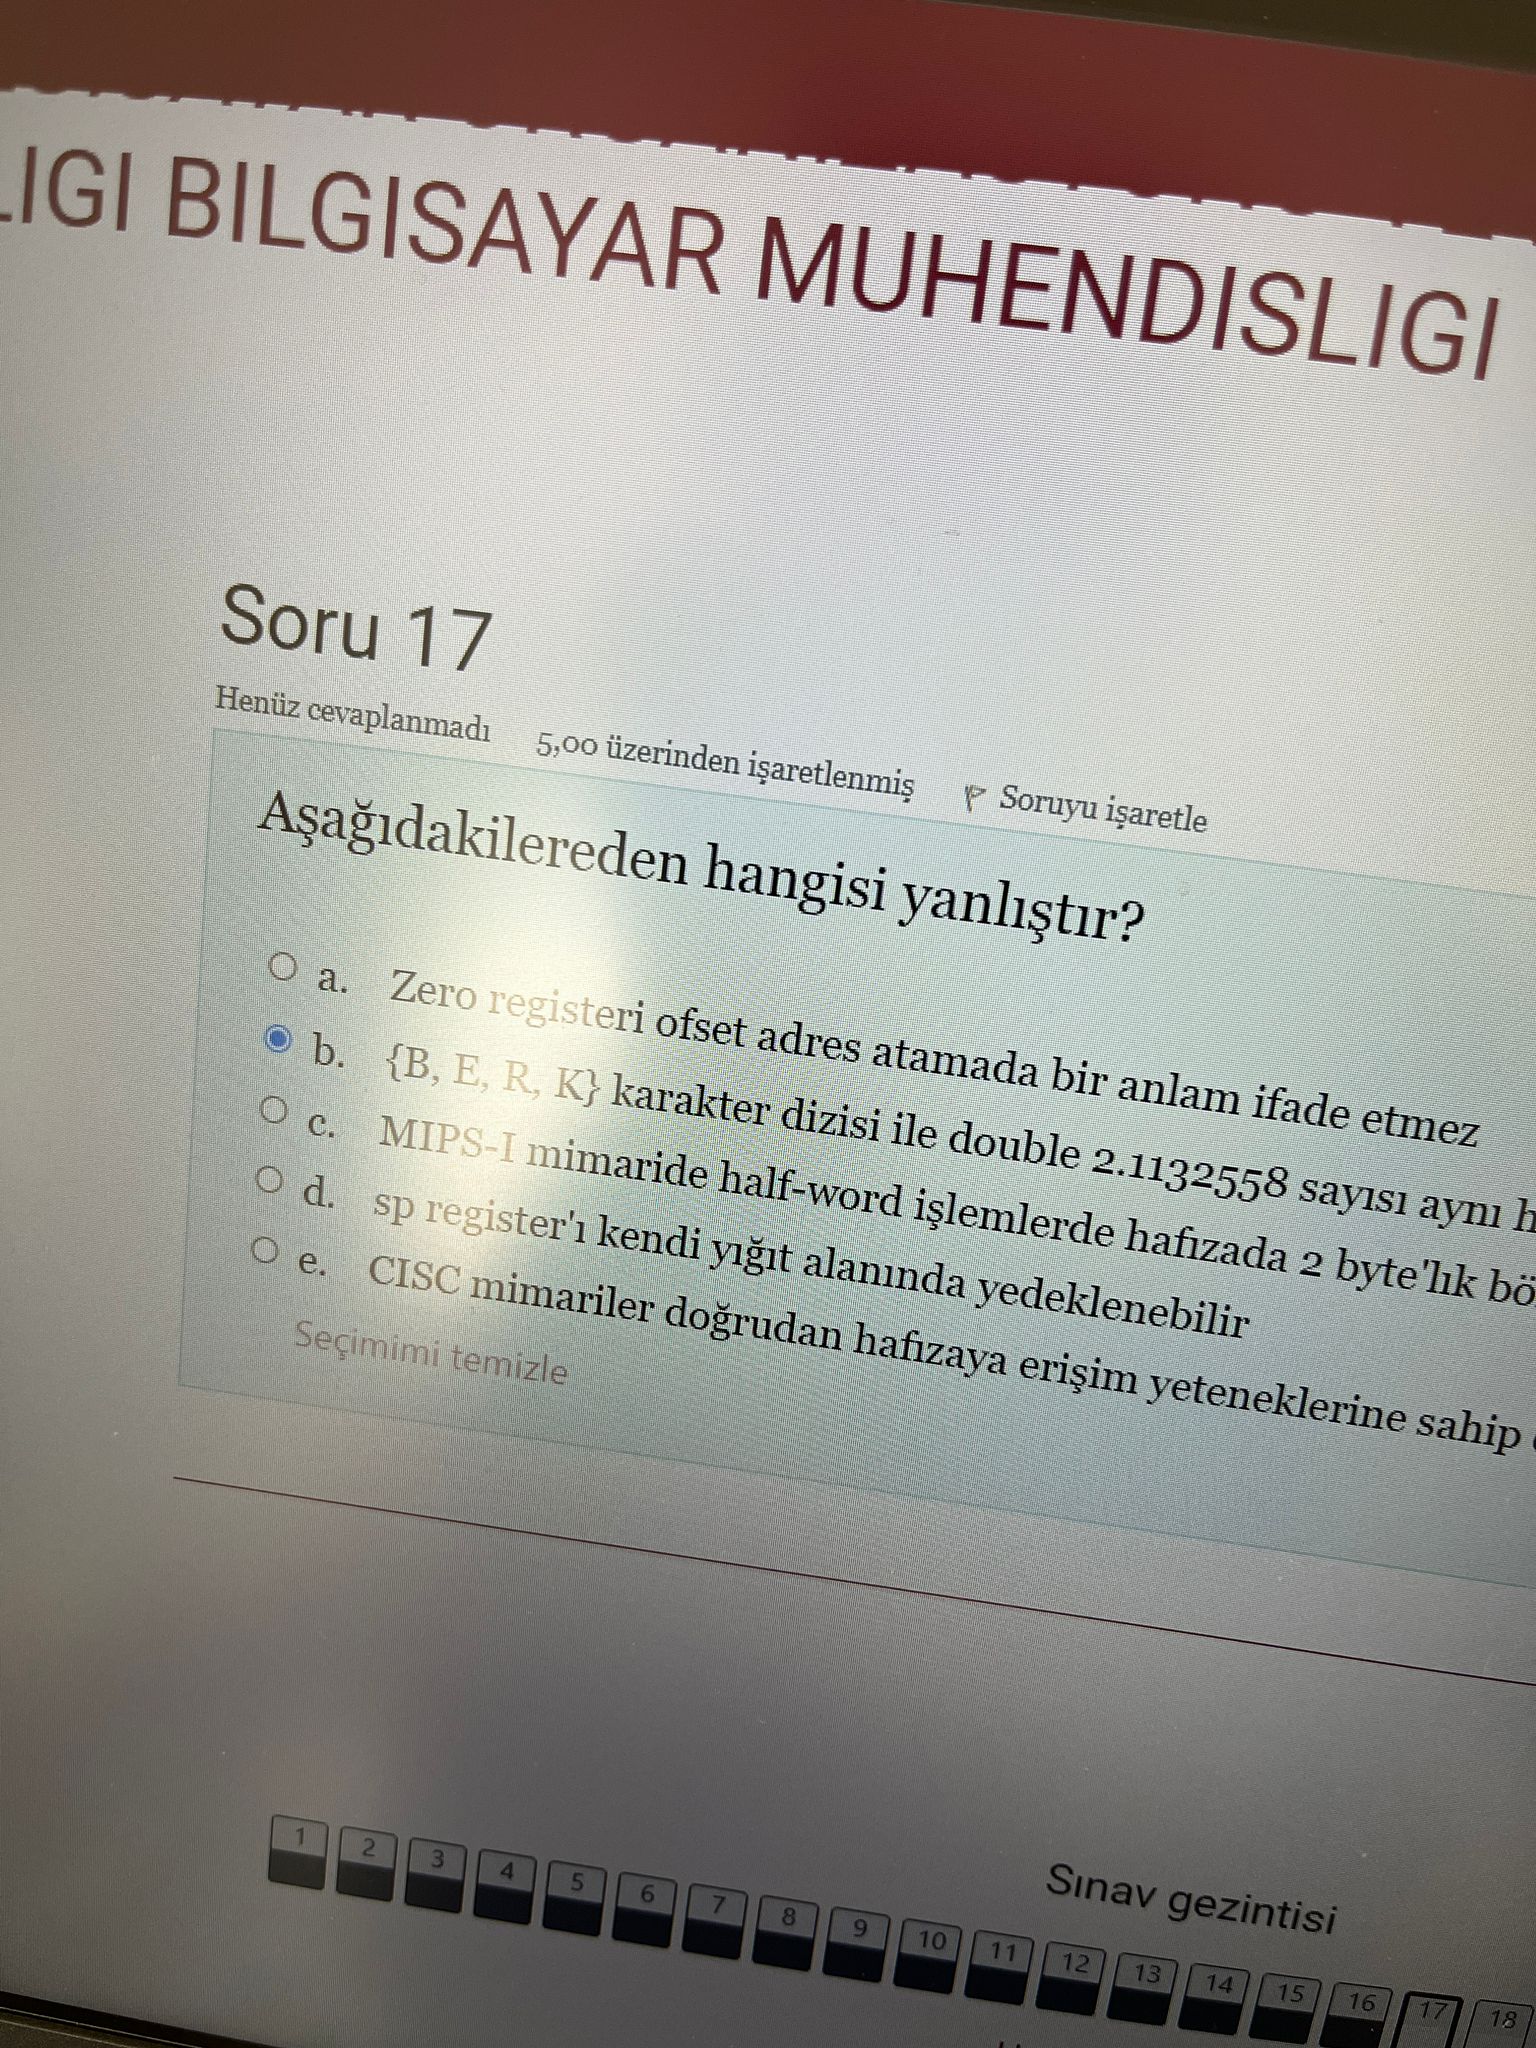 LIGI BILGISAYAR MUHENDISLIGI
Soru 17
Henüz cevaplanmadı 5,00 üzerinden işaretlenmiş Soruyu işaretle
Aşağıdakilereden hangisi yanlıştır?
a. Zero registeri ofset adres atamada bir anlam ifade etmez
b. {B, E, R, K} karakter dizisi ile double 2.1132558 sayısı aynı
c. MIPS-I mimaride half-word işlemlerde hafızada 2 byte'lık
d. sp register'ı kendi yığıt alanında yedeklenebilir
e. CISC mimariler doğrudan hafızaya erişim yeteneklerine sahip
Seçimimi temizle
Sınav gezintisi
1 2 3 4 5 6 7 8 9 10 11 12 13 14 15 16 17 18